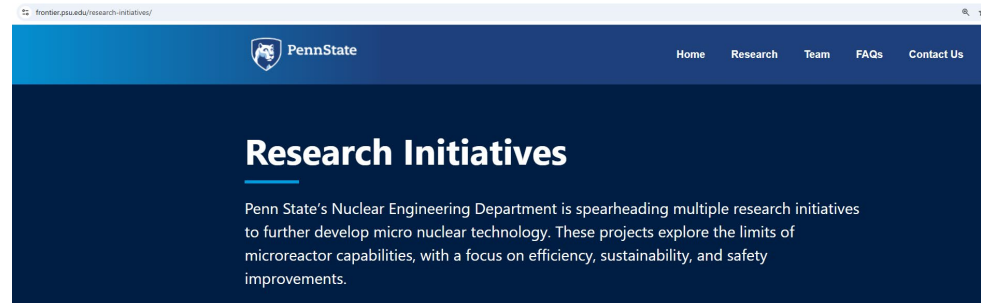 frontier.psu.edu/research-initiatives/
PennState
Home Research Team FAQs Contact Us
Research Initiatives
Penn State's Nuclear Engineering Department is spearheading multiple research initiatives
to further develop micro nuclear technology. These projects explore the limits of
microreactor capabilities, with a focus on efficiency, sustainability, and safety
improvements.